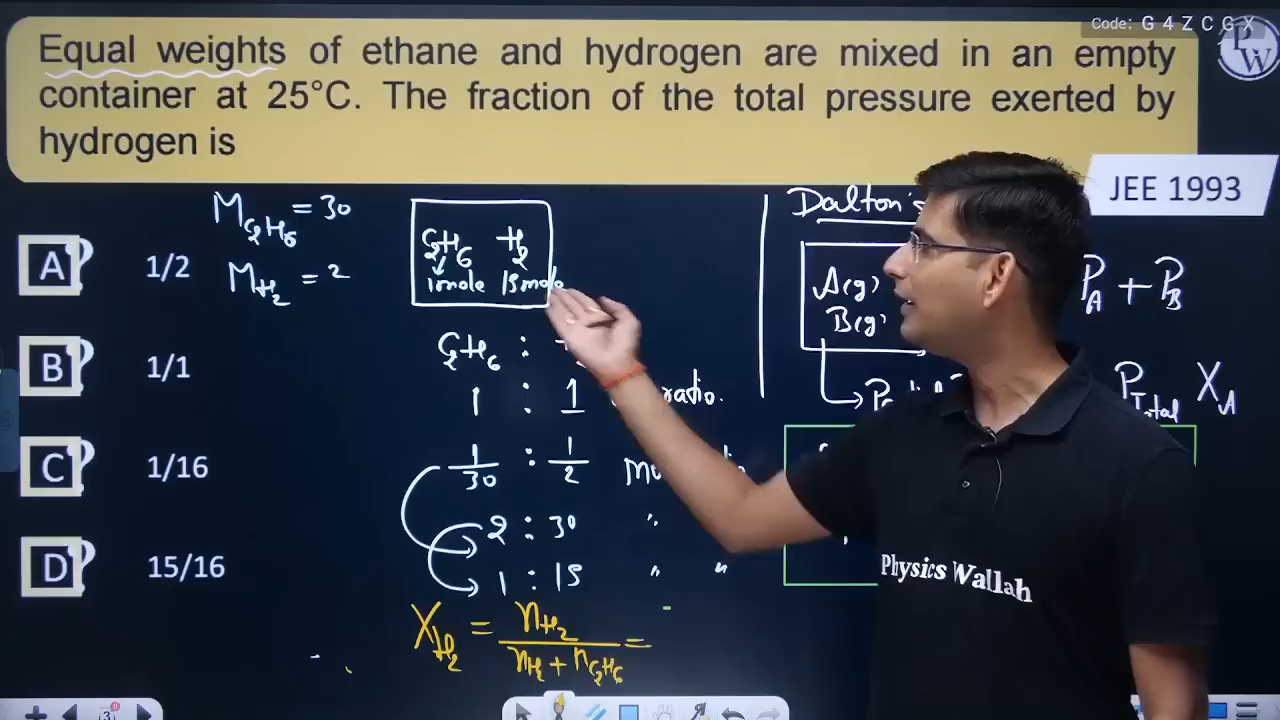 Code: G 4 Z C G X
PW
Equal weights of ethane and hydrogen are mixed in an empty
container at 25°C. The fraction of the total pressure exerted by
hydrogen is
JEE 1993
A 1/2
B 1/1
C 1/16
D 15/16
M C₂H₆ = 30
M H₂ = 2
C₂H₆ H₂
1mole 15mole
C₂H₆ :
1 : 1 ratio.
1/30 : 1/2
2 : 30 "
1 : 15 " "
X H₂ = n H₂ / n H₂ + n C₂H₆ =
Dalton's
A(g)
B(g)
P A + P B
P Total X A
Physics Wallah
3